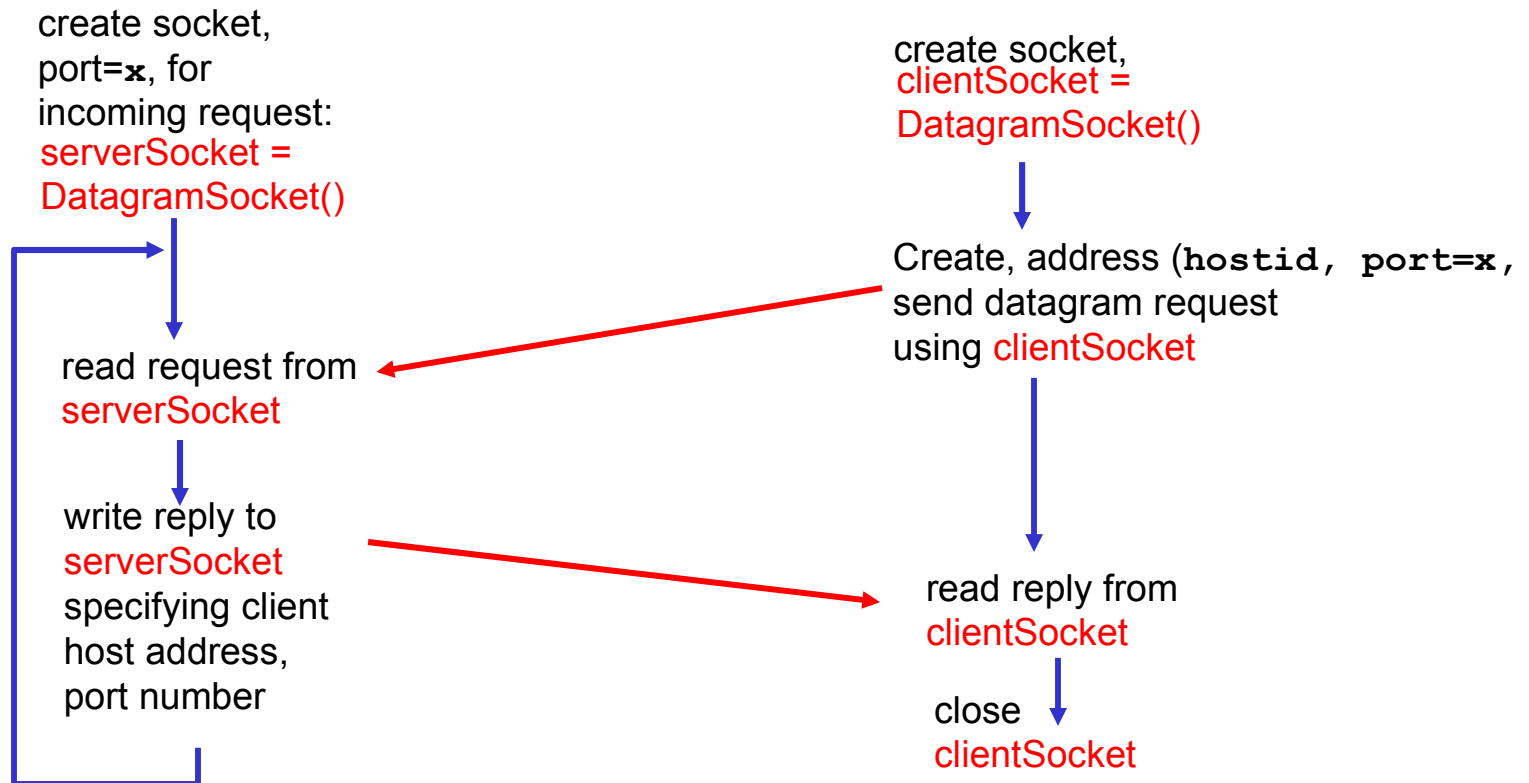 create socket,
port=x, for
incoming request:
serverSocket =
DatagramSocket()
read request from
serverSocket
write reply to
serverSocket
specifying client
host address,
port number
create socket,
clientSocket =
DatagramSocket()
Create, address (hostid, port=x,
send datagram request
using clientSocket
read reply from
clientSocket
close
clientSocket